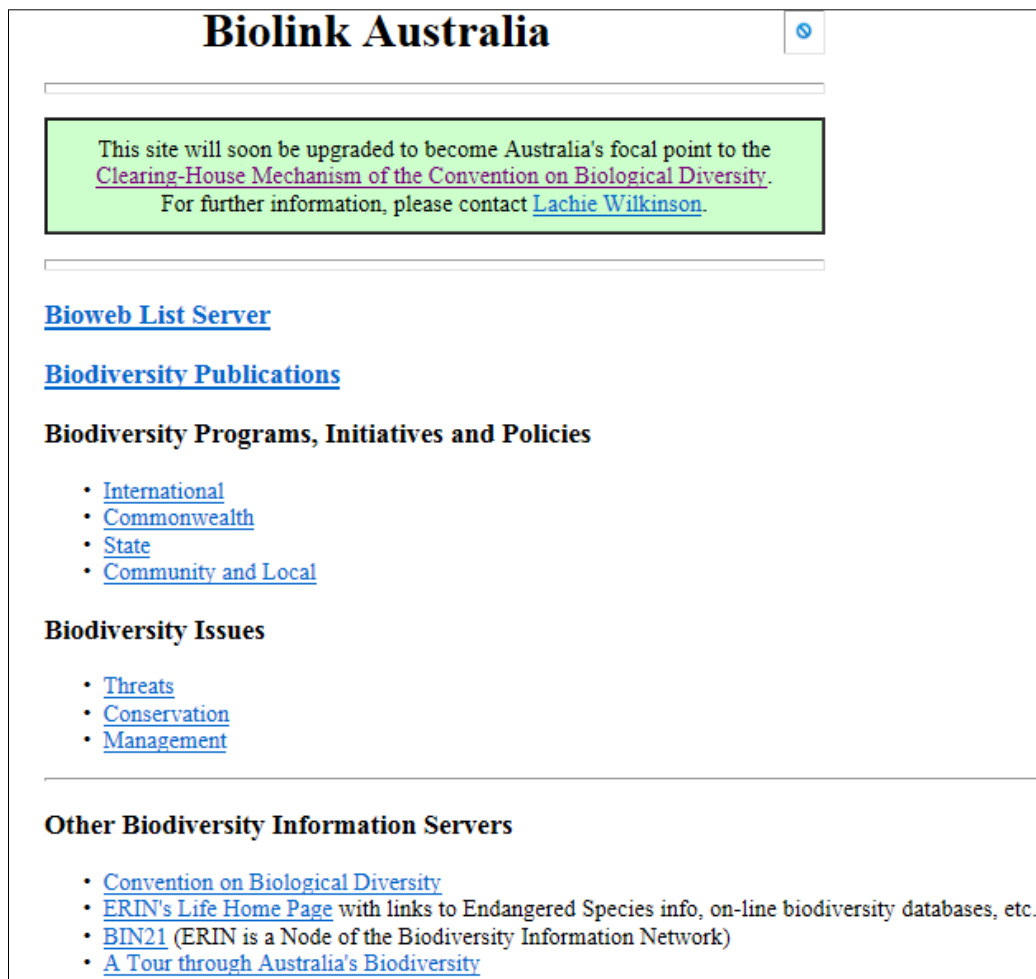 Biolink Australia
This site will soon be upgraded to become Australia's focal point to the
Clearing-House Mechanism of the Convention on Biological Diversity.
For further information, please contact Lachie Wilkinson.
Bioweb List Server
Biodiversity Publications
Biodiversity Programs, Initiatives and Policies
• International
• Commonwealth
• State
• Community and Local
Biodiversity Issues
• Threats
• Conservation
• Management
Other Biodiversity Information Servers
• Convention on Biological Diversity
• ERIN's Life Home Page with links to Endangered Species info, on-line biodiversity databases, etc.
• BIN21 (ERIN is a Node of the Biodiversity Information Network)
• A Tour through Australia's Biodiversity